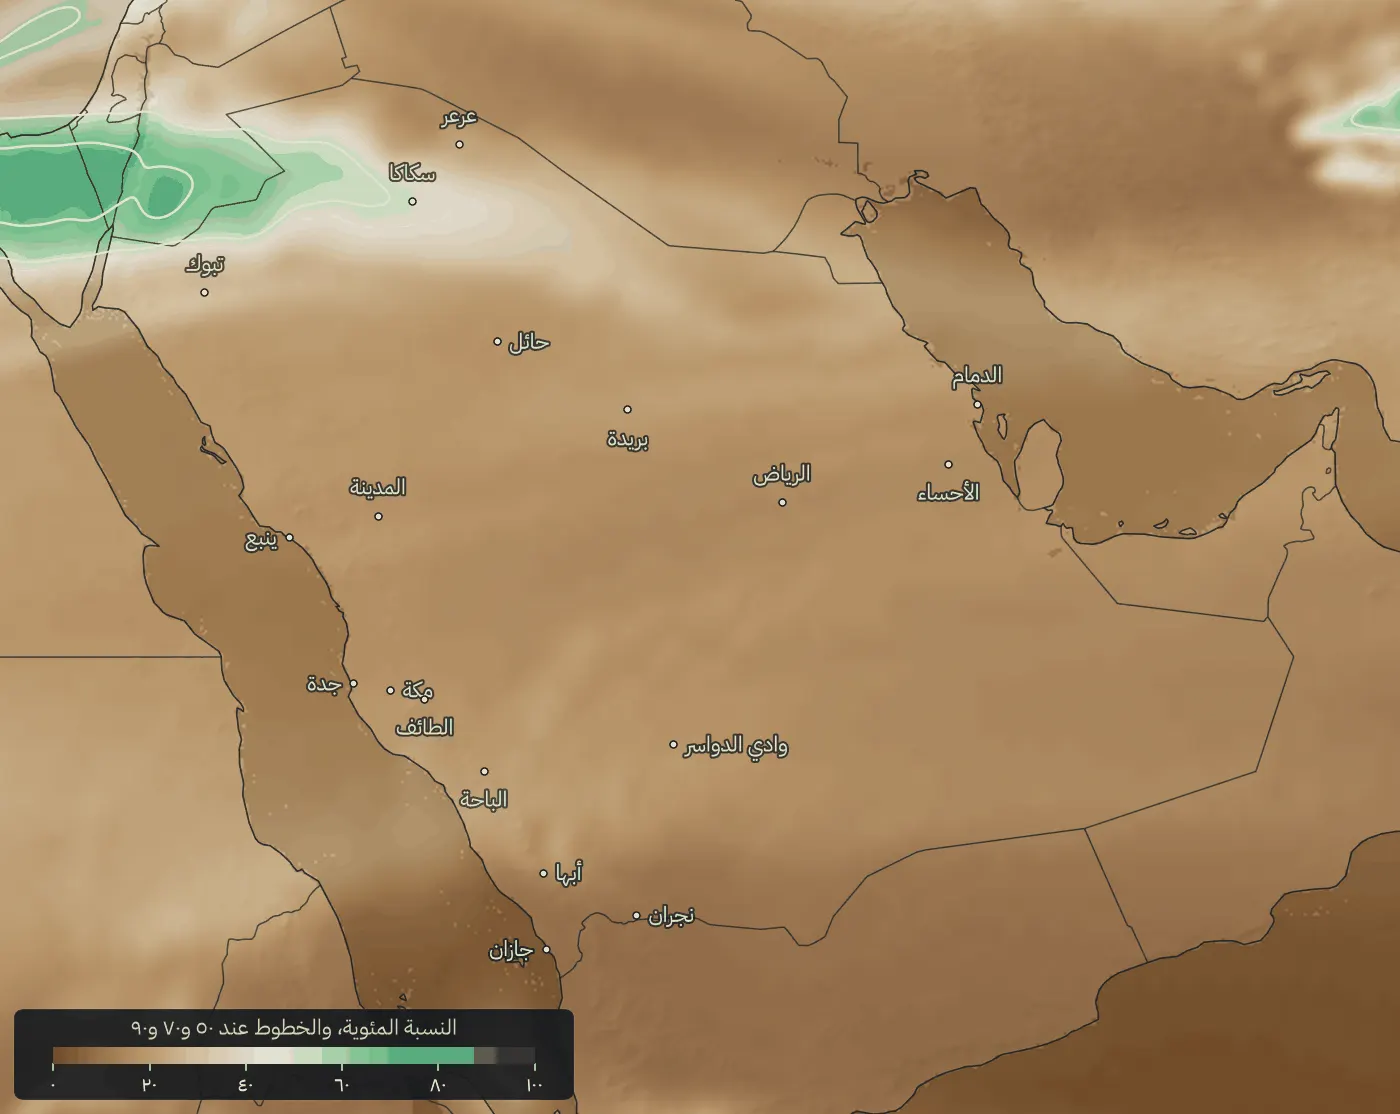 عرعر
سكاكا
تبوك
حائل
الدمام
بريدة
الرياض
الأحساء
المدينة
ينبع
جدة
مكة
الطائف
وادي الدواسر
الباحة
أبها
نجران
جازان
النسبة المئوية، والخطوط عند ٥٠ و٧٠ و٩٠
٠ ٢٠ ٤٠ ٦٠ ٨٠ ١٠٠